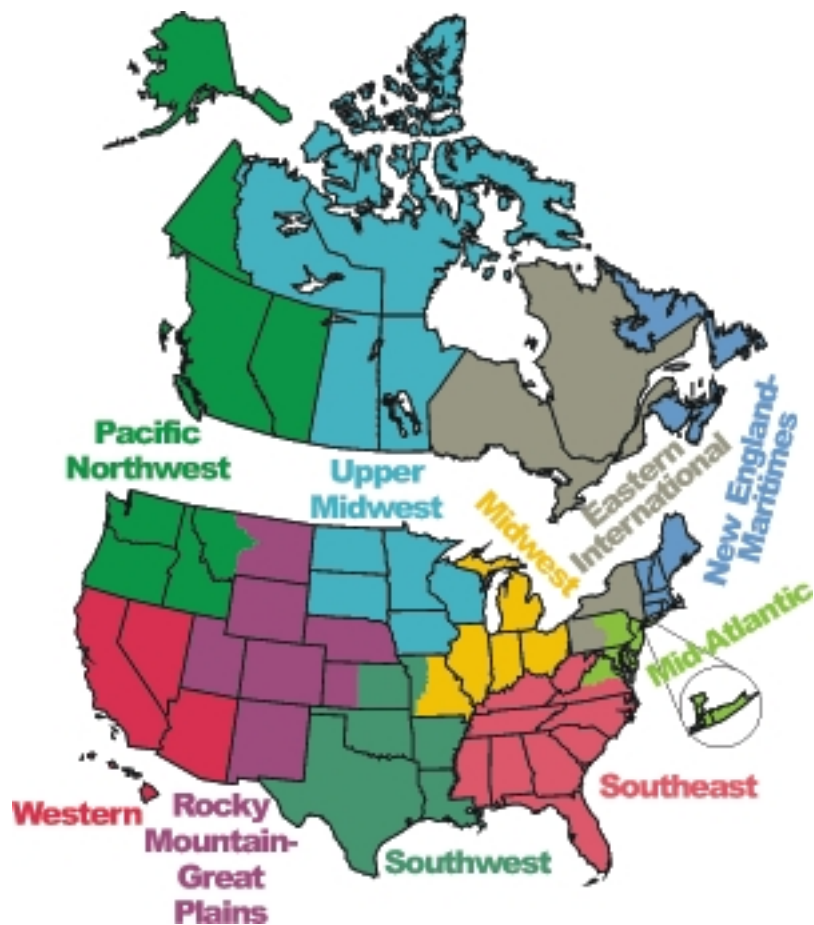 Pacific
Northwest
Upper
Midwest
Midwest
Eastern
International
New England-
Maritimes
Mid-Atlantic
Southeast
Western
Rocky
Mountain-
Great
Plains
Southwest